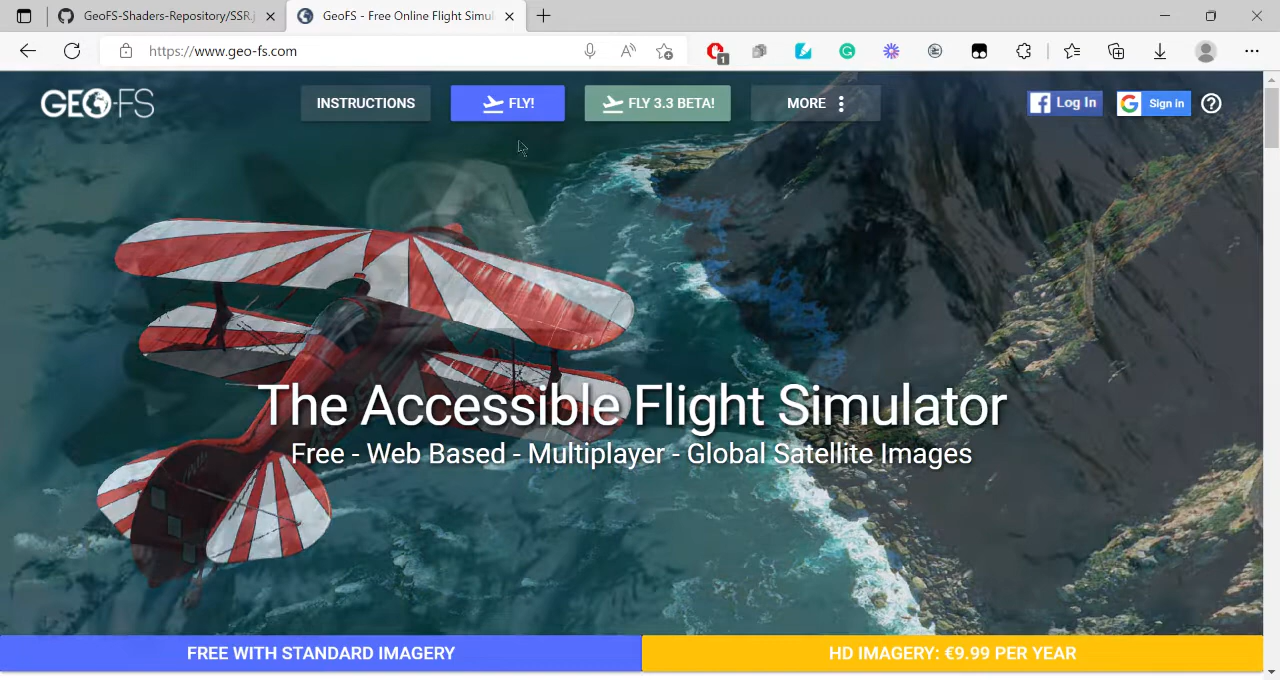 GeoFS-Shaders-Repository/SSR.j
GeoFS - Free Online Flight Simul
https://www.geo-fs.com
1
GEO FS
INSTRUCTIONS
FLY!
FLY 3.3 BETA!
MORE
Log In
Sign in
The Accessible Flight Simulator
Free - Web Based - Multiplayer - Global Satellite Images
FREE WITH STANDARD IMAGERY
HD IMAGERY: €9.99 PER YEAR